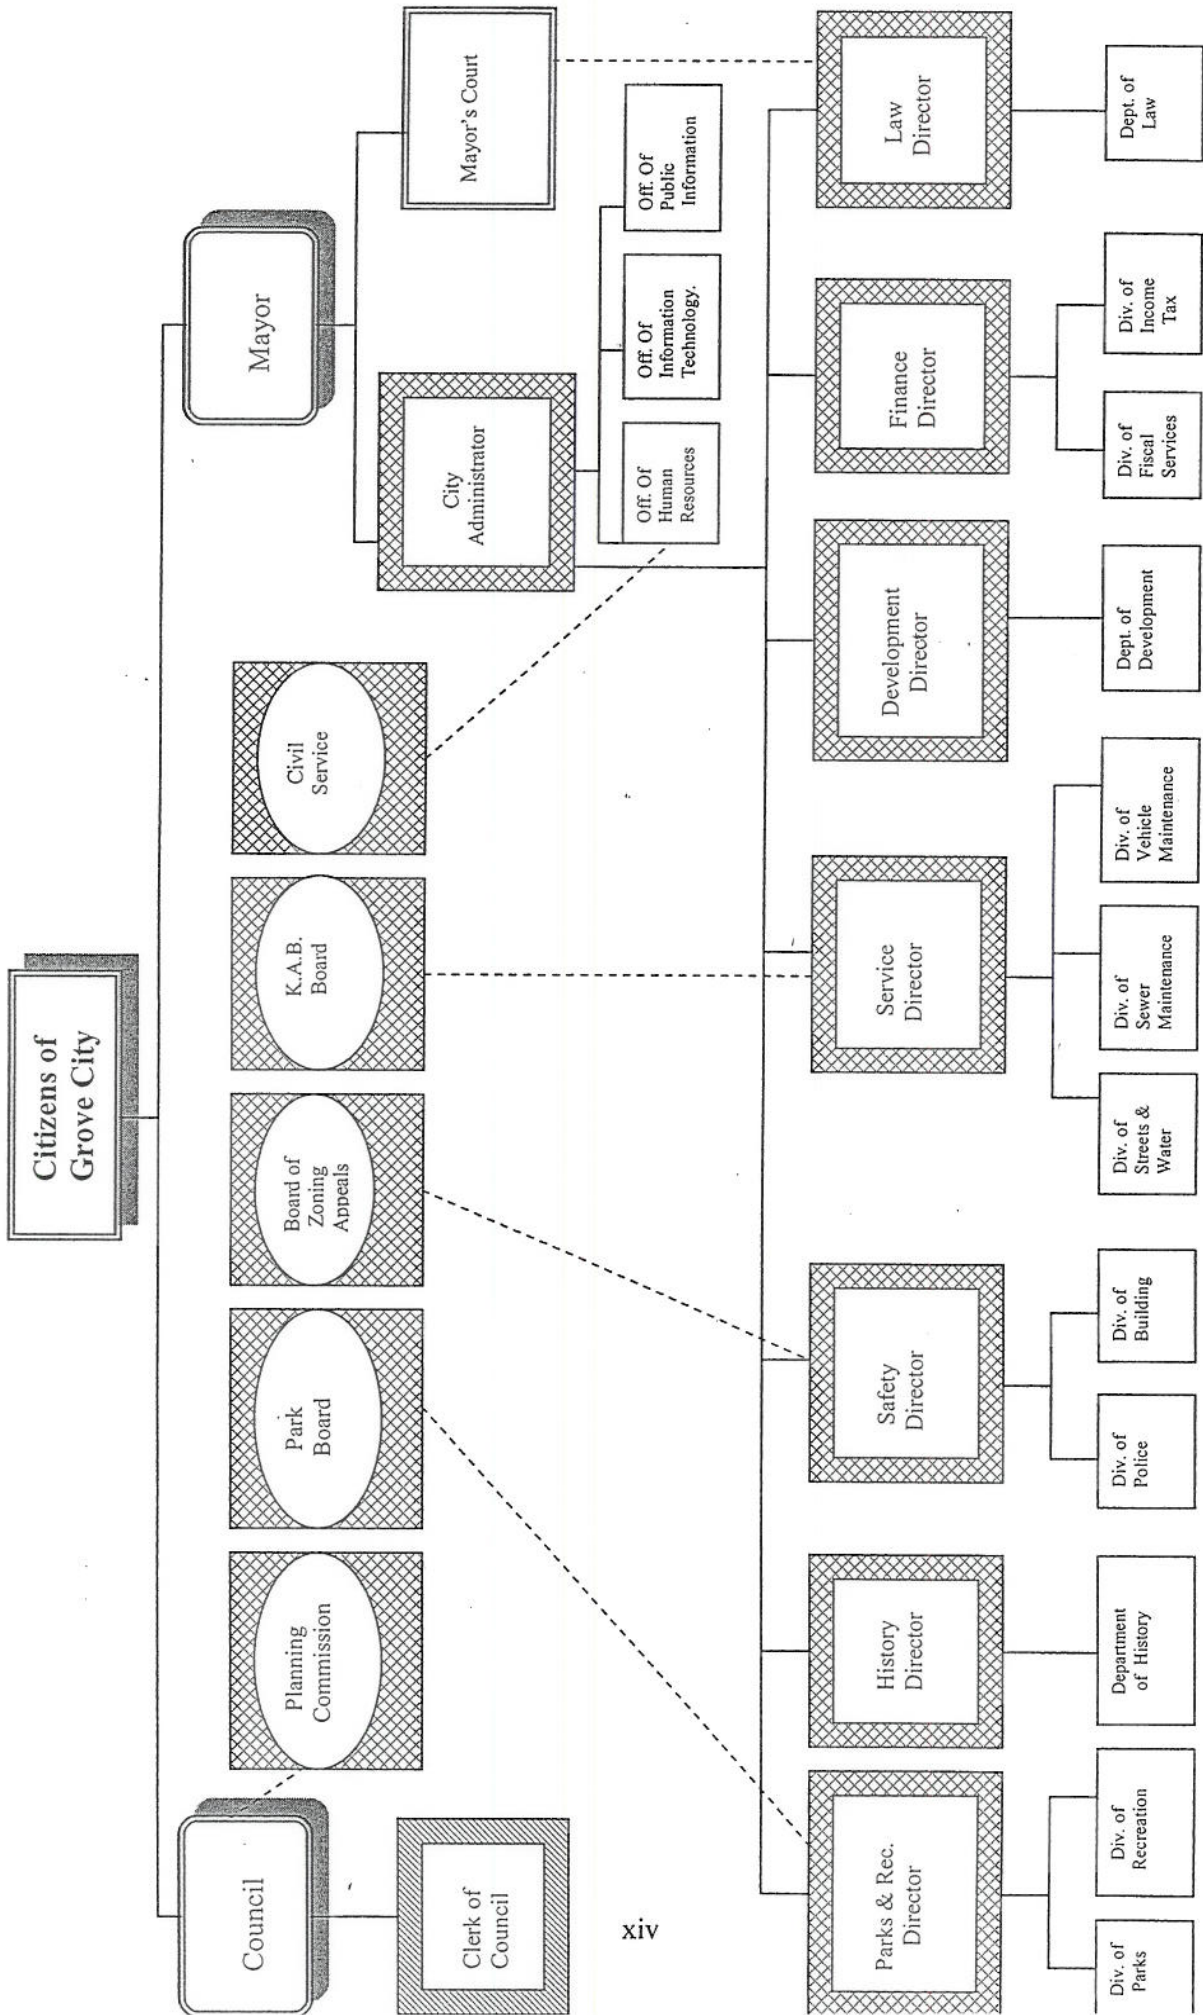 Citizens of
Grove City
Council
Mayor
Planning
Commission
Park
Board
Board of
Zoning
Appeals
K.A.B.
Board
Civil
Service
Clerk of
Council
City
Administrator
Mayor's Court
Off. Of
Human
Resources
Off. Of
Information
Technology.
Off. Of
Public
Information
Parks & Rec.
Director
History
Director
Safety
Director
Service
Director
Development
Director
Finance
Director
Law
Director
Div. of
Parks
Div. of
Recreation
Department
of History
Div. of
Police
Div. of
Building
Div. of
Streets &
Water
Div. of
Sewer
Maintenance
Div. of
Vehicle
Maintenance
Dept. of
Development
Div. of
Fiscal
Services
Div. of
Income
Tax
Dept. of
Law
xiv